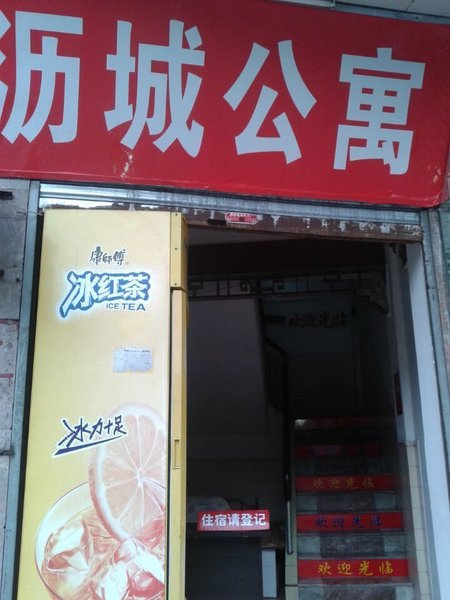 沥城公寓
康师傅
冰红茶
ICE TEA
冰力十足
欢迎光临
欢迎光临
欢迎光临
住宿请登记
欢迎光临